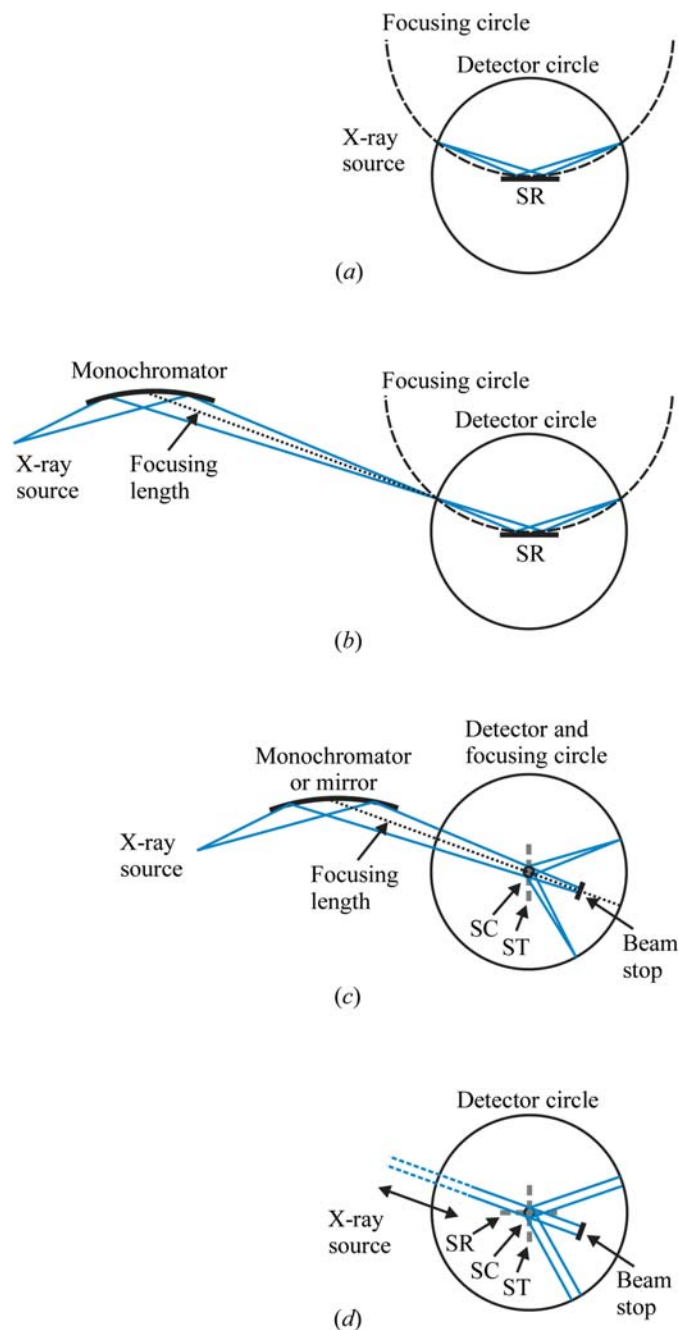 Focusing circle
Detector circle
X-ray
source
SR
(a)
Monochromator
Focusing circle
Detector circle
X-ray
source
Focusing
length
SR
(b)
Detector and
focusing circle
Monochromator
or mirror
X-ray
source
Focusing
length
SC
ST
Beam
stop
(c)
Detector circle
X-ray
source
SR
SC
ST
Beam
stop
(d)